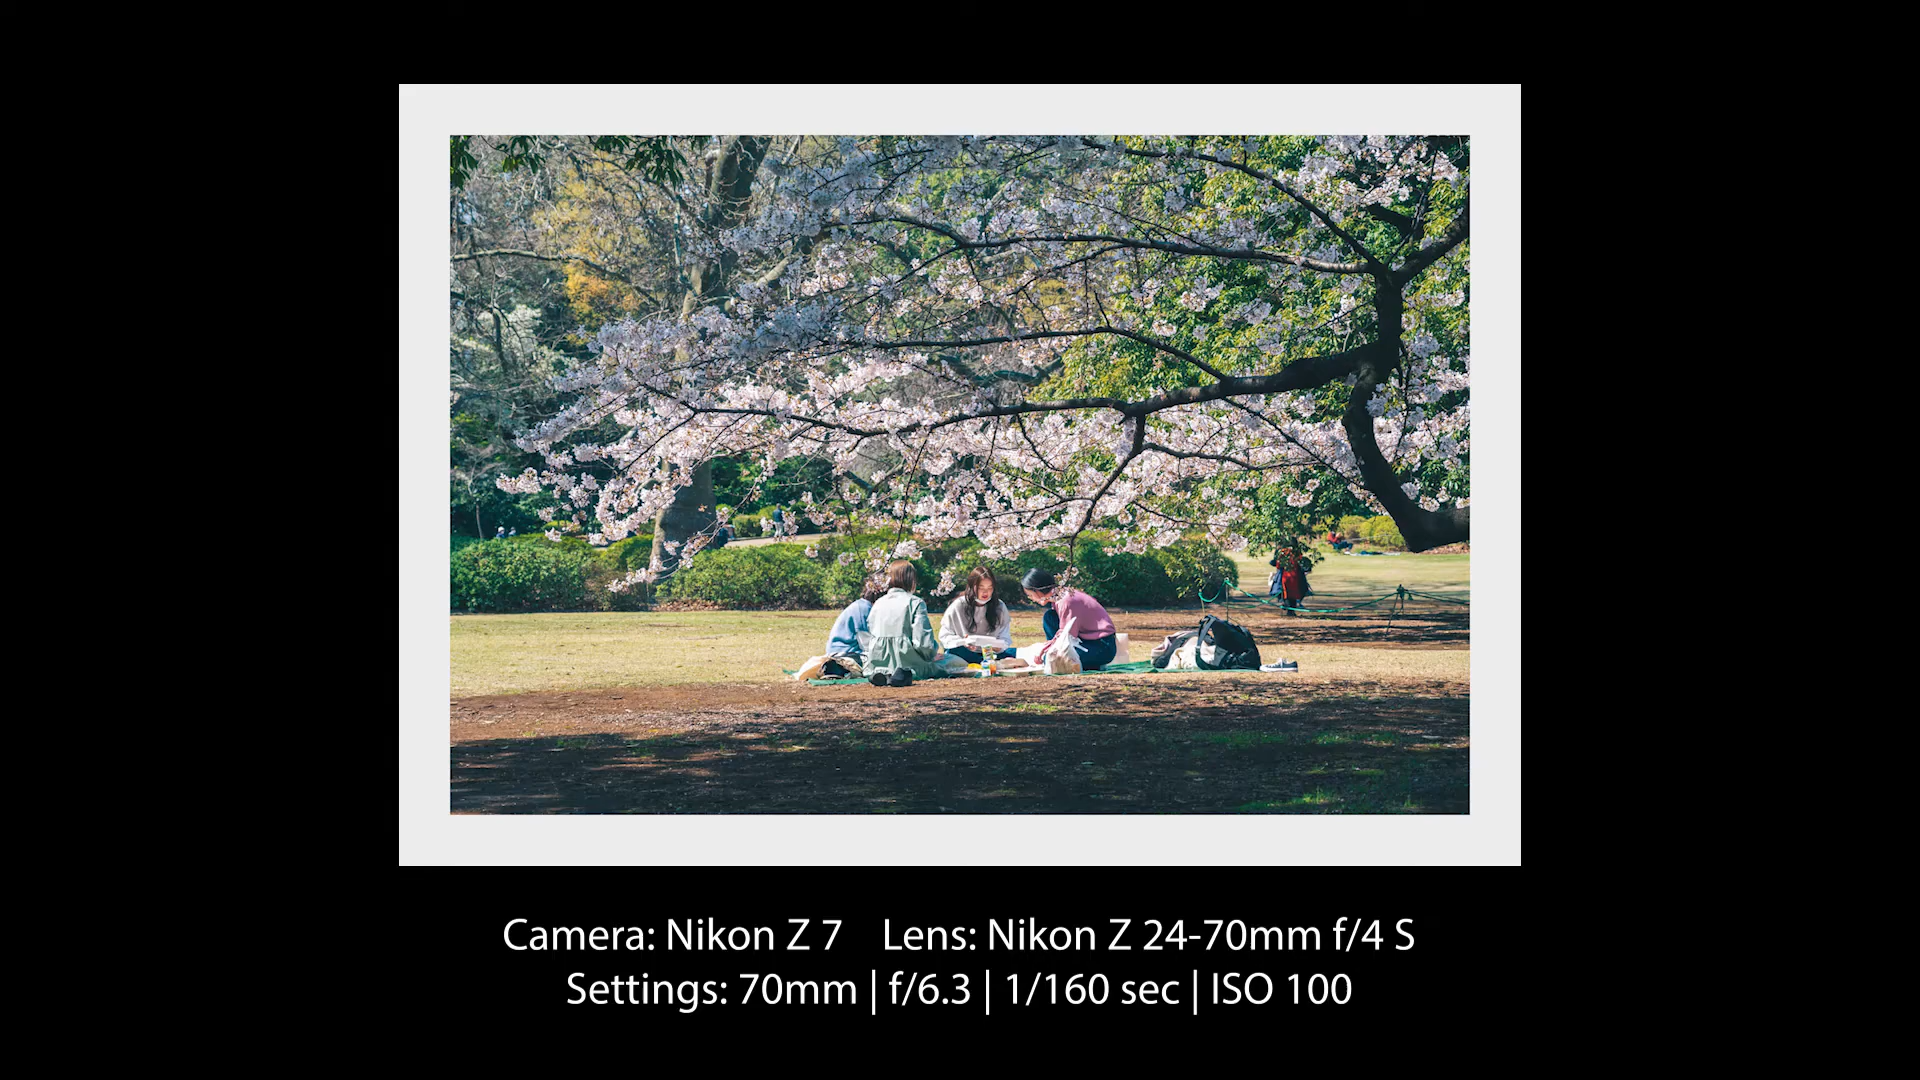 Camera: Nikon Z 7    Lens: Nikon Z 24-70mm f/4 S
Settings: 70mm | f/6.3 | 1/160 sec | ISO 100